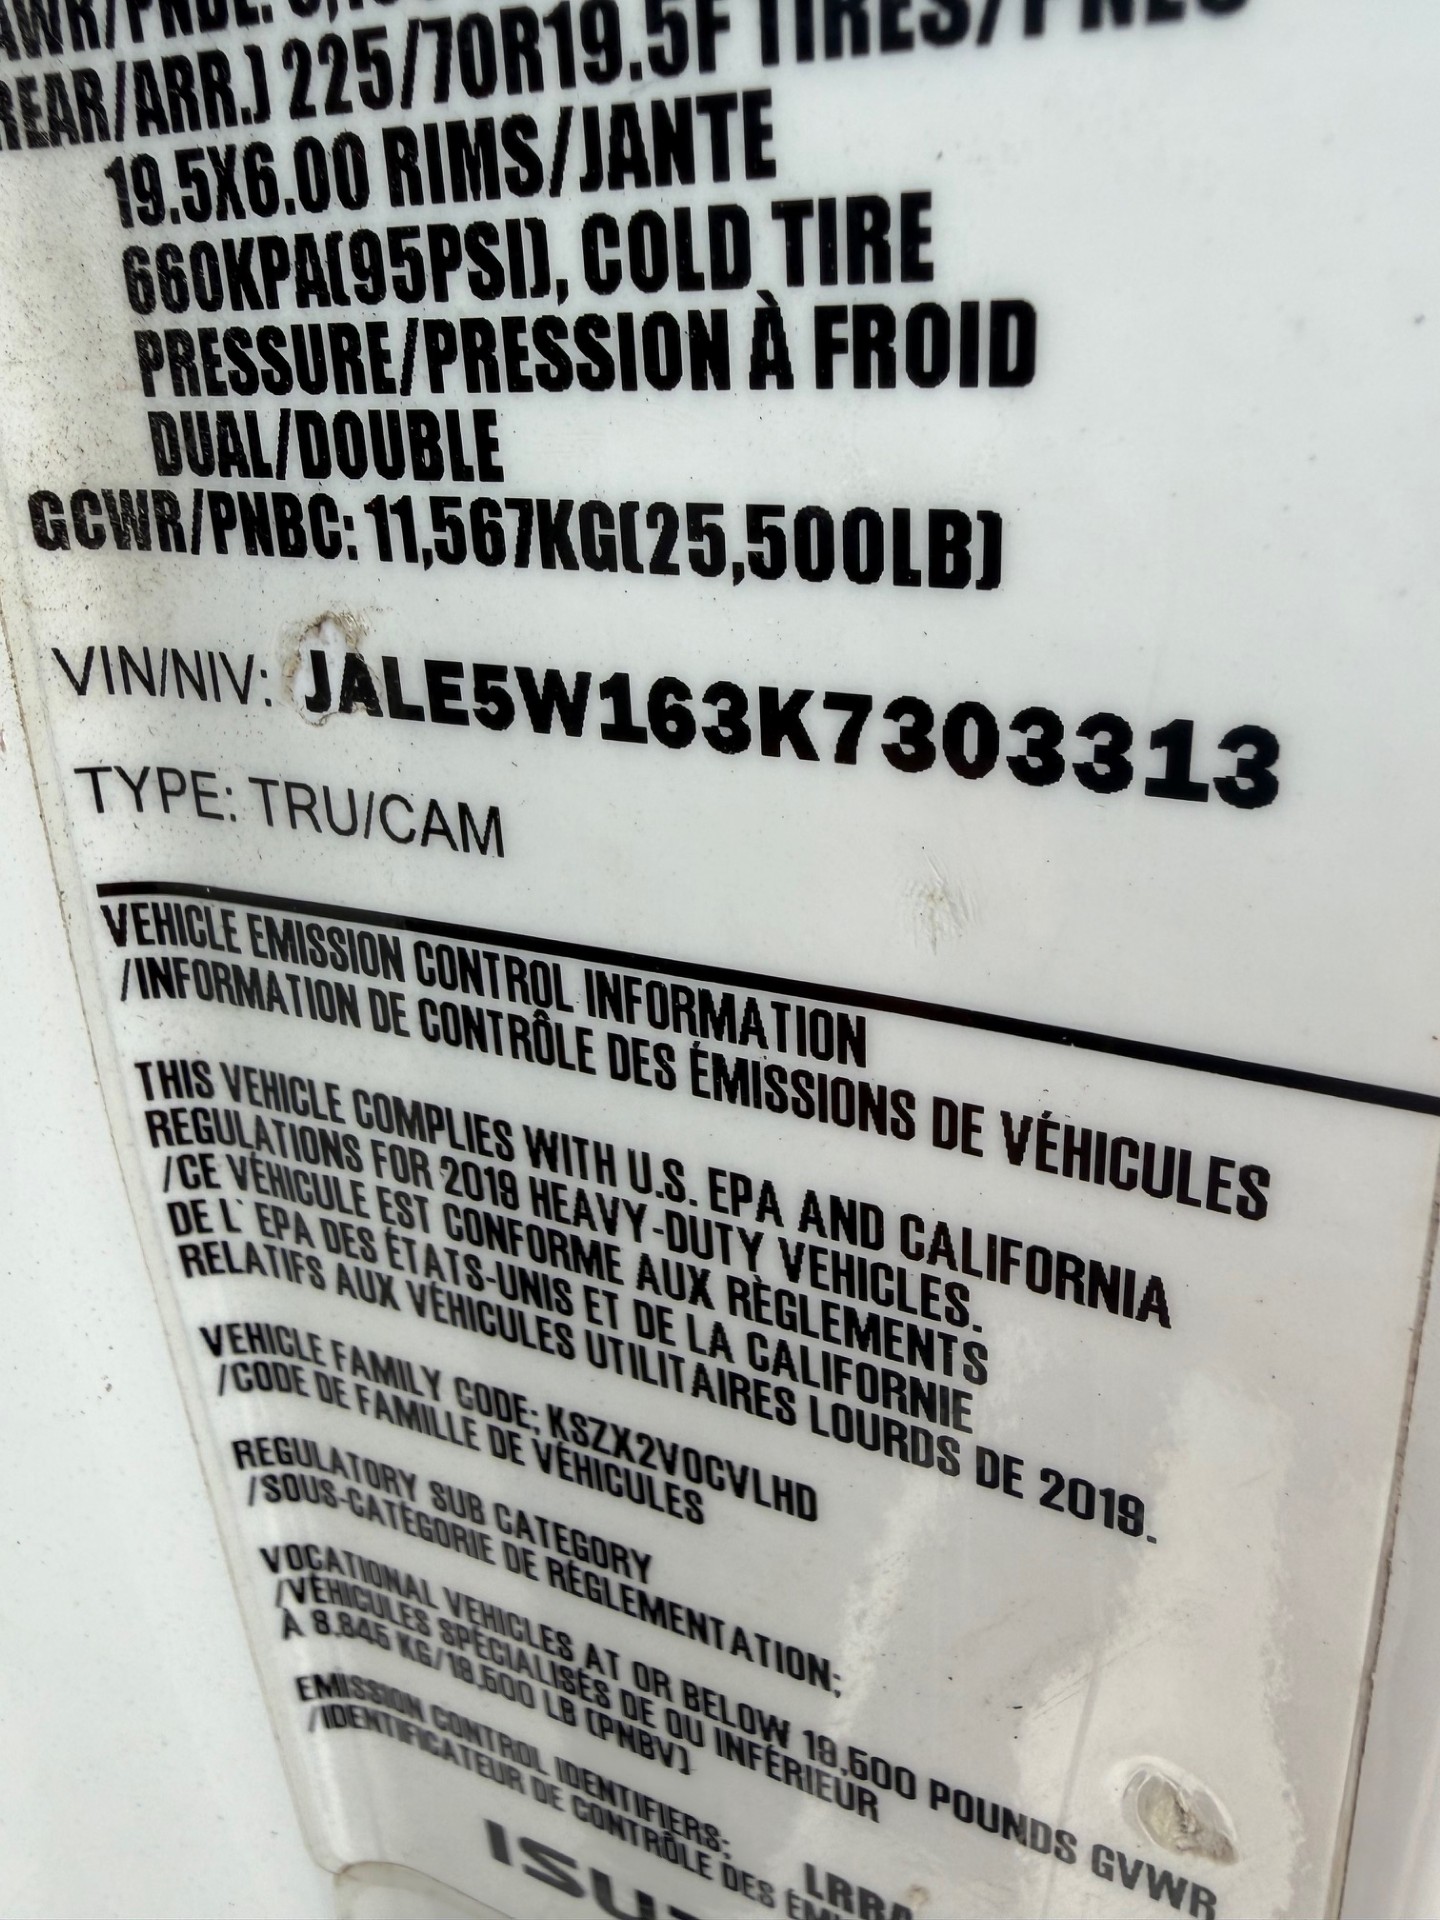 REAR/ARR.) 225/70R19.5F TIRES/PNEU
19.5X6.00 RIMS/JANTE
660KPA(95PSI), COLD TIRE
PRESSURE/PRESSION À FROID
DUAL/DOUBLE
GCWR/PNBC: 11,567KG(25,500LB)
VIN/NIV: JALE5W163K7303313
TYPE: TRU/CAM
VEHICLE EMISSION CONTROL INFORMATION
/INFORMATION DE CONTRÔLE DES ÉMISSIONS DE VÉHICULES
THIS VEHICLE COMPLIES WITH U.S. EPA AND CALIFORNIA
REGULATIONS FOR 2019 HEAVY-DUTY VEHICLES.
/CE VÉHICULE EST CONFORME AUX RÈGLEMENTS
DE L`EPA DES ÉTATS-UNIS ET DE LA CALIFORNIE
RELATIFS AUX VÉHICULES UTILITAIRES LOURDS DE 2019.
VEHICLE FAMILY CODE; KSZX2VOCVLHD
/CODE DE FAMILLE DE VÉHICULES
REGULATORY SUB CATEGORY
/SOUS-CATÉGORIE DE RÉGLEMENTATION;
VOCATIONAL VEHICLES AT OR BELOW 19,500 POUNDS GVWR
/VÉHICULES SPÉCIALISÉS DE OU INFÉRIEUR
À 8,845 KG/19,500 LB (PNBV)
EMISSION CONTROL IDENTIFIERS:
/IDENTIFICATEUR DE CONTRÔLE DES